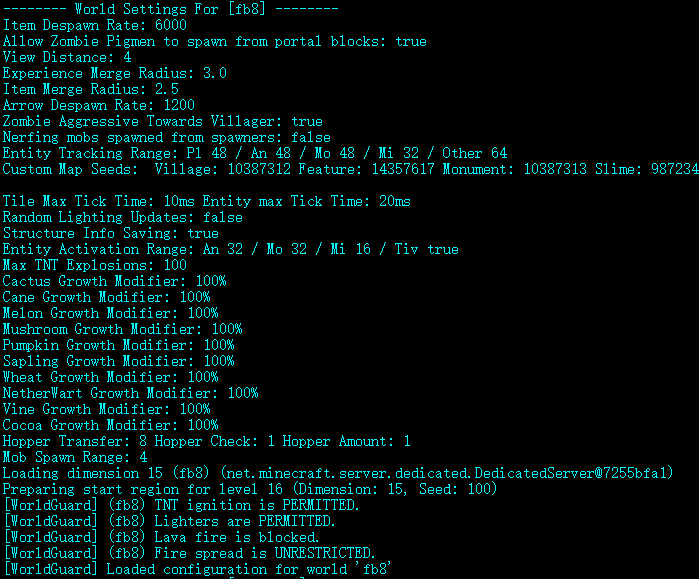 -------- World Settings For [fb8] --------
Item Despawn Rate: 6000
Allow Zombie Pigmen to spawn from portal blocks: true
View Distance: 4
Experience Merge Radius: 3.0
Item Merge Radius: 2.5
Arrow Despawn Rate: 1200
Zombie Aggressive Towards Villager: true
Nerfing mobs spawned from spawners: false
Entity Tracking Range: Pl 48 / An 48 / Mo 48 / Mi 32 / Other 64
Custom Map Seeds:  Village: 10387312 Feature: 14357617 Monument: 10387313 Slime: 987234
Tile Max Tick Time: 10ms Entity max Tick Time: 20ms
Random Lighting Updates: false
Structure Info Saving: true
Entity Activation Range: An 32 / Mo 32 / Mi 16 / Tiv true
Max TNT Explosions: 100
Cactus Growth Modifier: 100%
Cane Growth Modifier: 100%
Melon Growth Modifier: 100%
Mushroom Growth Modifier: 100%
Pumpkin Growth Modifier: 100%
Sapling Growth Modifier: 100%
Wheat Growth Modifier: 100%
NetherWart Growth Modifier: 100%
Vine Growth Modifier: 100%
Cocoa Growth Modifier: 100%
Hopper Transfer: 8 Hopper Check: 1 Hopper Amount: 1
Mob Spawn Range: 4
Loading dimension 15 (fb8) (net.minecraft.server.dedicated.DedicatedServer@7255bfa1)
Preparing start region for level 16 (Dimension: 15, Seed: 100)
[WorldGuard] (fb8) TNT ignition is PERMITTED.
[WorldGuard] (fb8) Lighters are PERMITTED.
[WorldGuard] (fb8) Lava fire is blocked.
[WorldGuard] (fb8) Fire spread is UNRESTRICTED.
[WorldGuard] Loaded configuration for world 'fb8'